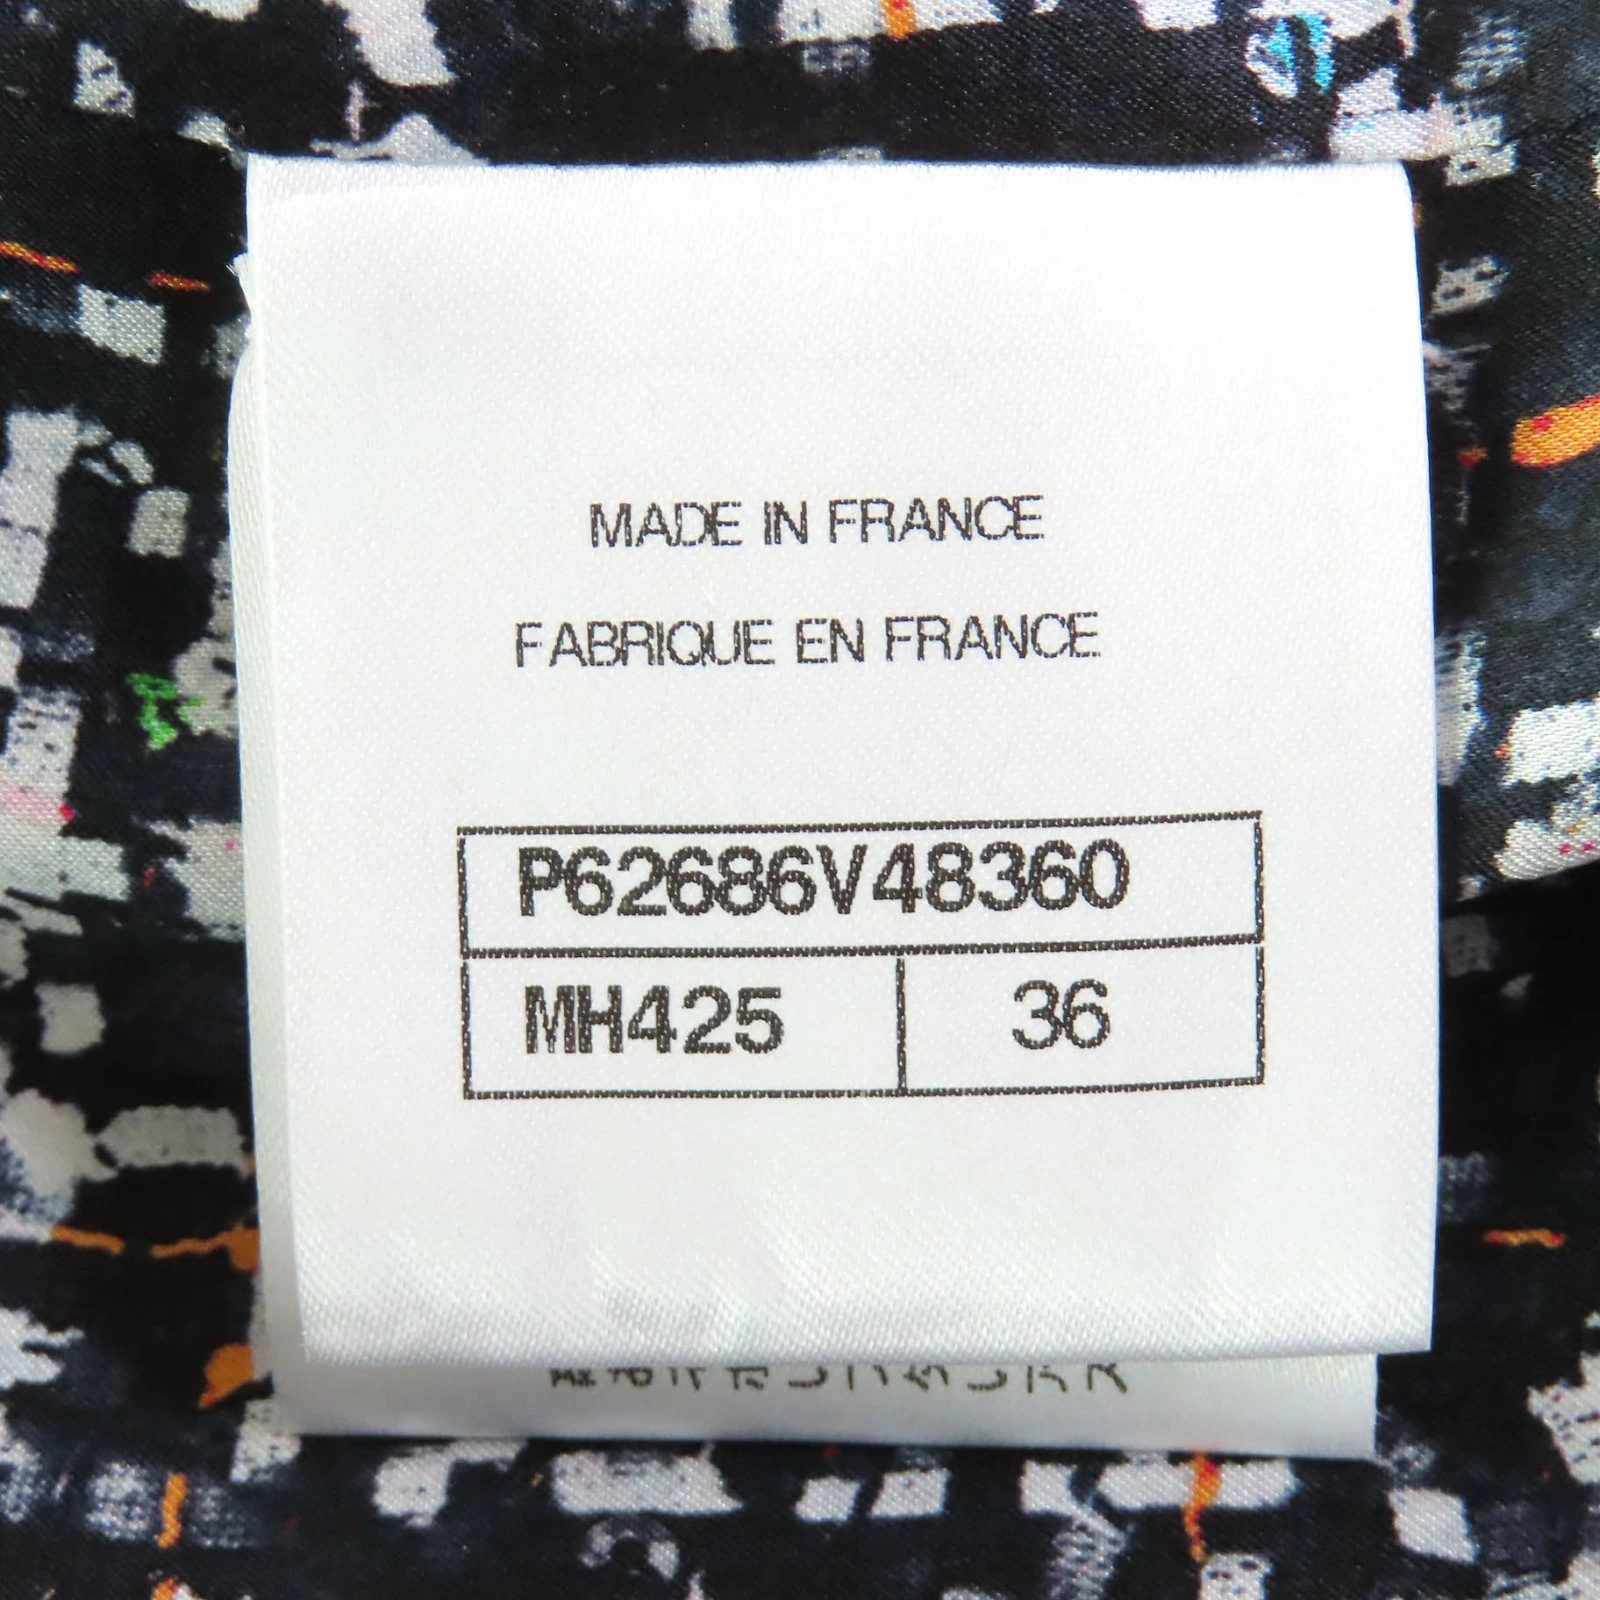 MADE IN FRANCE
FABRIQUE EN FRANCE
P62686V48360
MH425 36